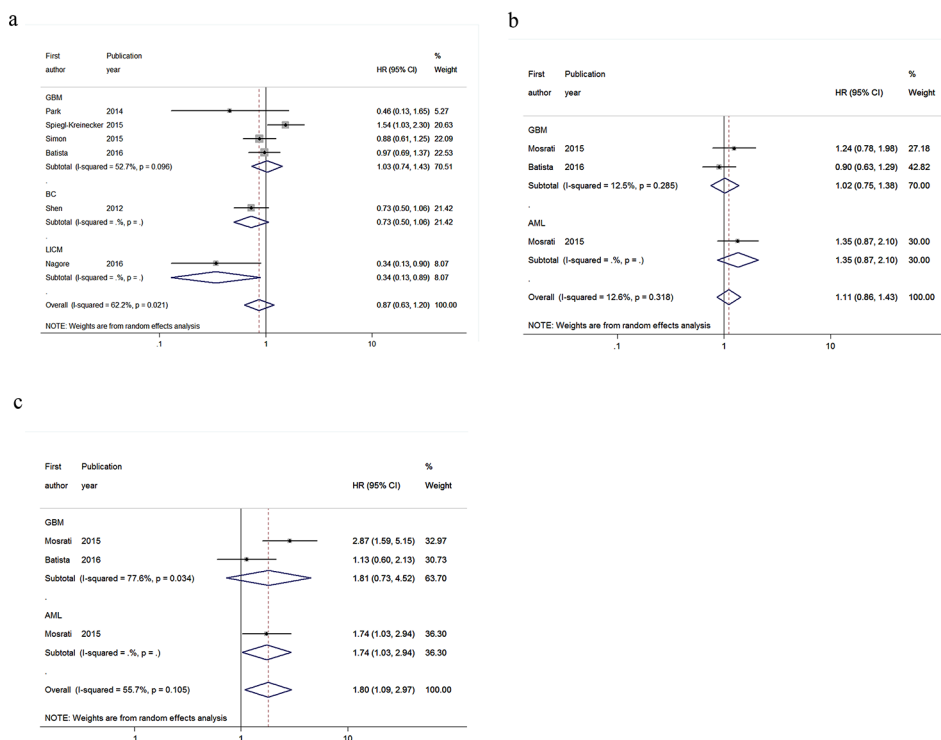 a
First Publication %
author year HR (95% CI) Weight
GBM
Park 2014 0.46 (0.13, 1.65) 5.27
Spiegl-Kreinecker 2015 1.54 (1.03, 2.30) 20.63
Simon 2015 0.88 (0.61, 1.25) 22.09
Batista 2016 0.97 (0.69, 1.37) 22.53
Subtotal (I-squared = 52.7%, p = 0.096) 1.03 (0.74, 1.43) 70.51
.
BC
Shen 2012 0.73 (0.50, 1.06) 21.42
Subtotal (I-squared = .%, p = .) 0.73 (0.50, 1.06) 21.42
.
LICM
Nagore 2016 0.34 (0.13, 0.90) 8.07
Subtotal (I-squared = .%, p = .) 0.34 (0.13, 0.89) 8.07
.
Overall (I-squared = 62.2%, p = 0.021) 0.87 (0.63, 1.20) 100.00
NOTE: Weights are from random effects analysis
.1 1 10
b
First Publication %
author year HR (95% CI) Weight
GBM
Mosrati 2015 1.24 (0.78, 1.98) 27.18
Batista 2016 0.90 (0.63, 1.29) 42.82
Subtotal (I-squared = 12.5%, p = 0.285) 1.02 (0.75, 1.38) 70.00
.
AML
Mosrati 2015 1.35 (0.87, 2.10) 30.00
Subtotal (I-squared = .%, p = .) 1.35 (0.87, 2.10) 30.00
.
Overall (I-squared = 12.6%, p = 0.318) 1.11 (0.86, 1.43) 100.00
NOTE: Weights are from random effects analysis
.1 1 10
c
First Publication %
author year HR (95% CI) Weight
GBM
Mosrati 2015 2.87 (1.59, 5.15) 32.97
Batista 2016 1.13 (0.60, 2.13) 30.73
Subtotal (I-squared = 77.6%, p = 0.034) 1.81 (0.73, 4.52) 63.70
.
AML
Mosrati 2015 1.74 (1.03, 2.94) 36.30
Subtotal (I-squared = .%, p = .) 1.74 (1.03, 2.94) 36.30
.
Overall (I-squared = 55.7%, p = 0.105) 1.80 (1.09, 2.97) 100.00
NOTE: Weights are from random effects analysis
.1 1 10